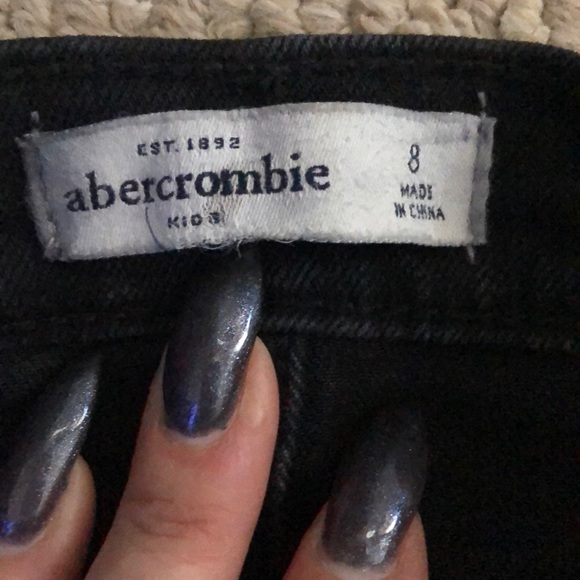 EST. 1892
abercrombie
KIDS
8
MADE
IN CHINA